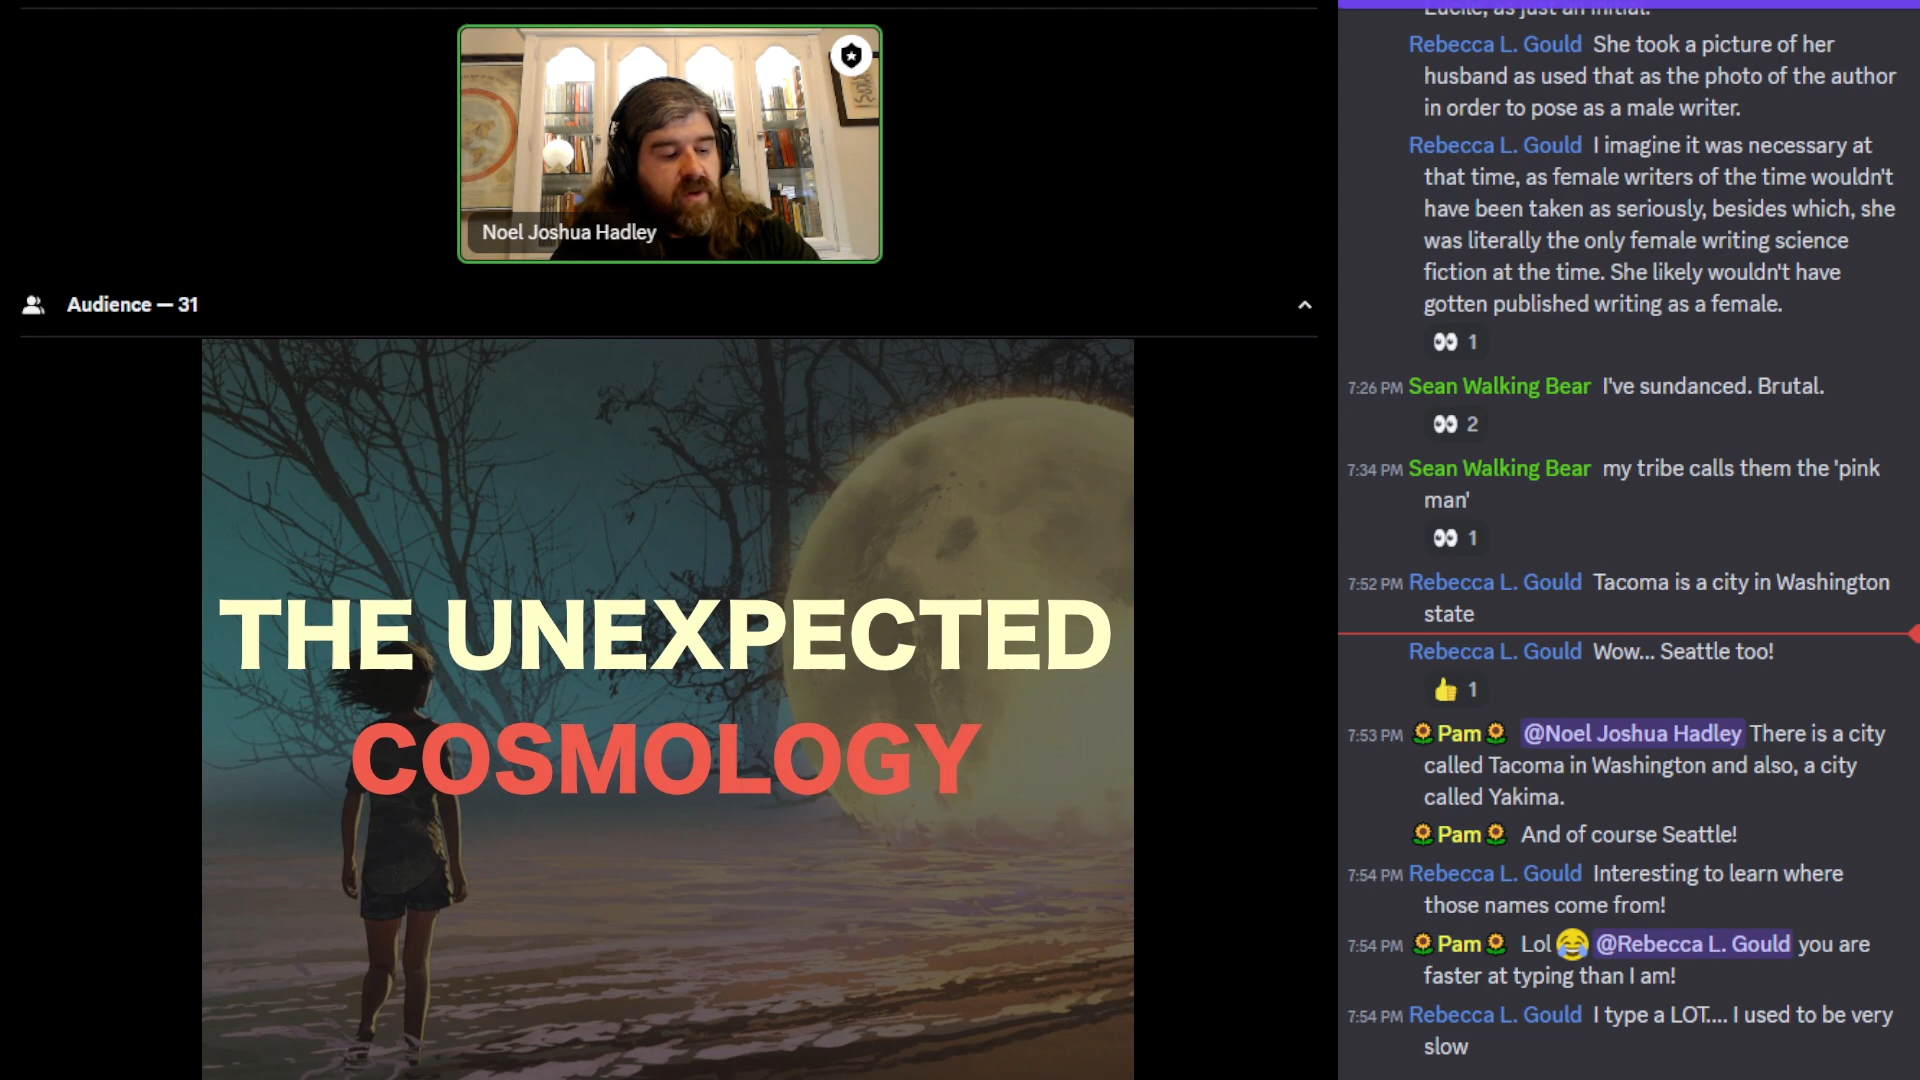 Noel Joshua Hadley
Audience — 31
THE UNEXPECTED
COSMOLOGY
Lucile, as just an initial.
Rebecca L. Gould She took a picture of her
husband as used that as the photo of the author
in order to pose as a male writer.
Rebecca L. Gould I imagine it was necessary at
that time, as female writers of the time wouldn't
have been taken as seriously, besides which, she
was literally the only female writing science
fiction at the time. She likely wouldn't have
gotten published writing as a female.
👀 1
7:26 PM Sean Walking Bear I've sundanced. Brutal.
👀 2
7:34 PM Sean Walking Bear my tribe calls them the 'pink
man'
👀 1
7:52 PM Rebecca L. Gould Tacoma is a city in Washington
state
Rebecca L. Gould Wow... Seattle too!
👍 1
7:53 PM 🌻Pam🌻 @Noel Joshua Hadley There is a city
called Tacoma in Washington and also, a city
called Yakima.
🌻Pam🌻 And of course Seattle!
7:54 PM Rebecca L. Gould Interesting to learn where
those names come from!
7:54 PM 🌻Pam🌻 Lol 😂 @Rebecca L. Gould you are
faster at typing than I am!
7:54 PM Rebecca L. Gould I type a LOT.... I used to be very
slow